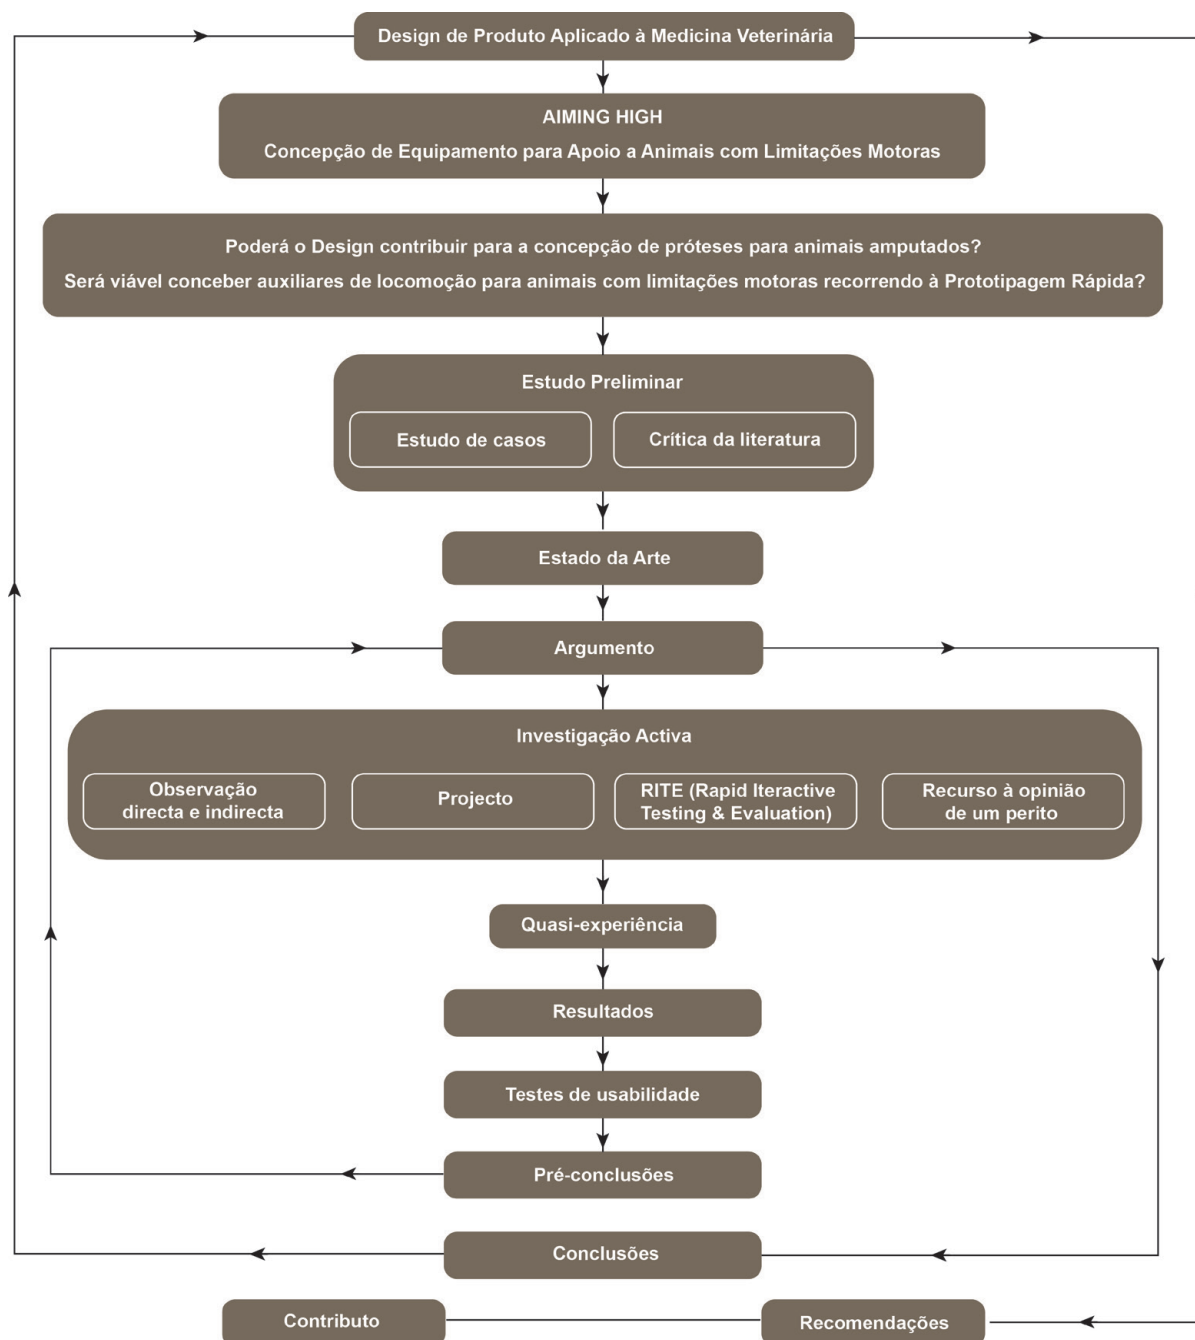 Design de Produto Aplicado à Medicina Veterinária
AIMING HIGH
Concepção de Equipamento para Apoio a Animais com Limitações Motoras
Poderá o Design contribuir para a concepção de próteses para animais amputados?
Será viável conceber auxiliares de locomoção para animais com limitações motoras recorrendo à Prototipagem Rápida?
Estudo Preliminar
Estudo de casos
Crítica da literatura
Estado da Arte
Argumento
Investigação Activa
Observação
directa e indirecta
Projecto
RITE (Rapid Iteractive
Testing & Evaluation)
Recurso à opinião
de um perito
Quasi-experiência
Resultados
Testes de usabilidade
Pré-conclusões
Conclusões
Contributo
Recomendações